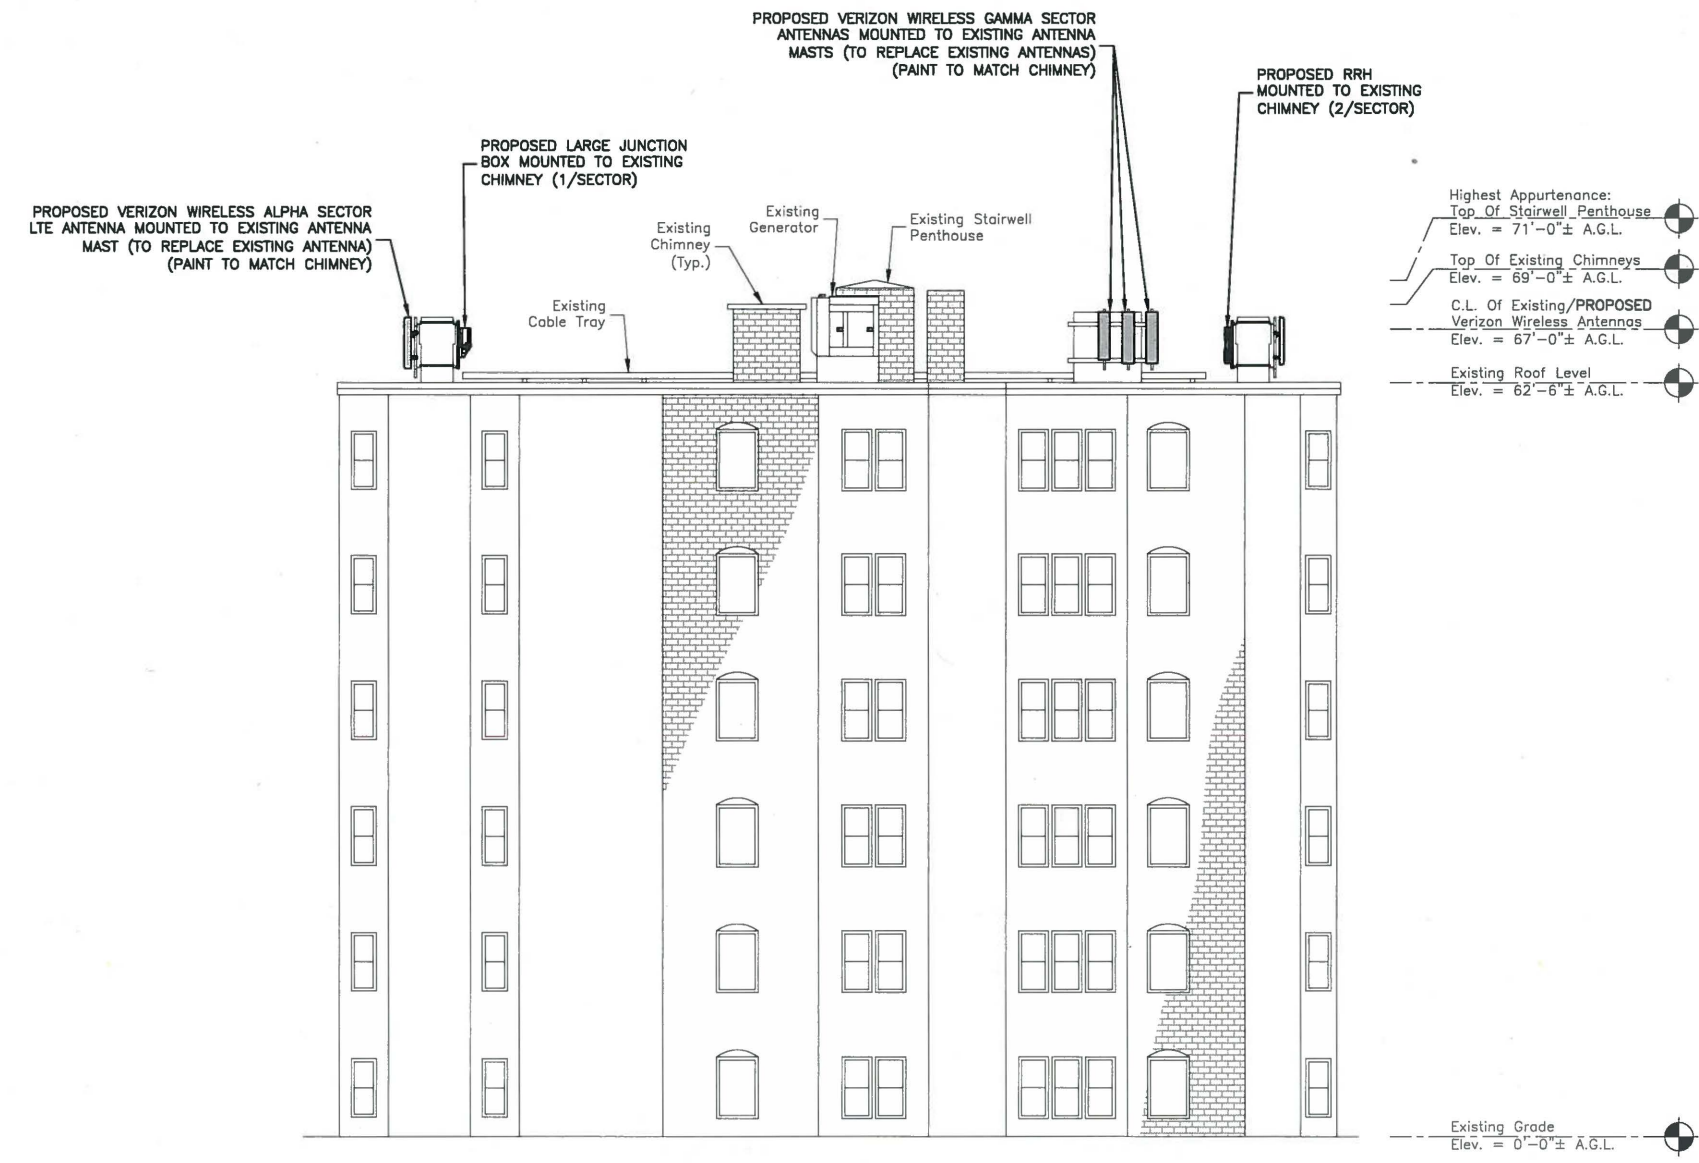 PROPOSED VERIZON WIRELESS GAMMA SECTOR
ANTENNAS MOUNTED TO EXISTING ANTENNA
MASTS (TO REPLACE EXISTING ANTENNAS)
(PAINT TO MATCH CHIMNEY)
PROPOSED RRH
MOUNTED TO EXISTING
CHIMNEY (2/SECTOR)
PROPOSED LARGE JUNCTION
BOX MOUNTED TO EXISTING
CHIMNEY (1/SECTOR)
PROPOSED VERIZON WIRELESS ALPHA SECTOR
LTE ANTENNA MOUNTED TO EXISTING ANTENNA
MAST (TO REPLACE EXISTING ANTENNA)
(PAINT TO MATCH CHIMNEY)
Existing
Chimney
(Typ.)
Existing
Generator
Existing Stairwell
Penthouse
Existing
Cable Tray
Highest Appurtenance:
Top Of Stairwell Penthouse
Elev. = 71'-0"± A.G.L.
Top Of Existing Chimneys
Elev. = 69'-0"± A.G.L.
C.L. Of Existing/PROPOSED
Verizon Wireless Antennas
Elev. = 67'-0"± A.G.L.
Existing Roof Level
Elev. = 62'-6"± A.G.L.
Existing Grade
Elev. = 0'-0"± A.G.L.